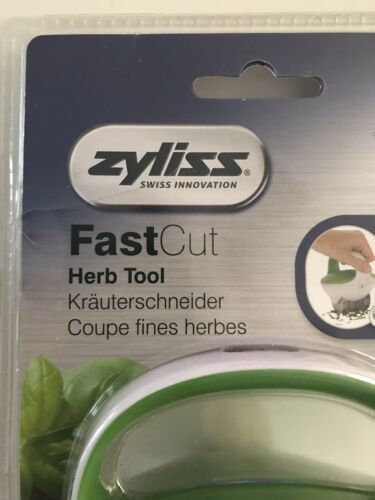 zyliss®
SWISS INNOVATION
FastCut
Herb Tool
Kräuterschneider
Coupe fines herbes